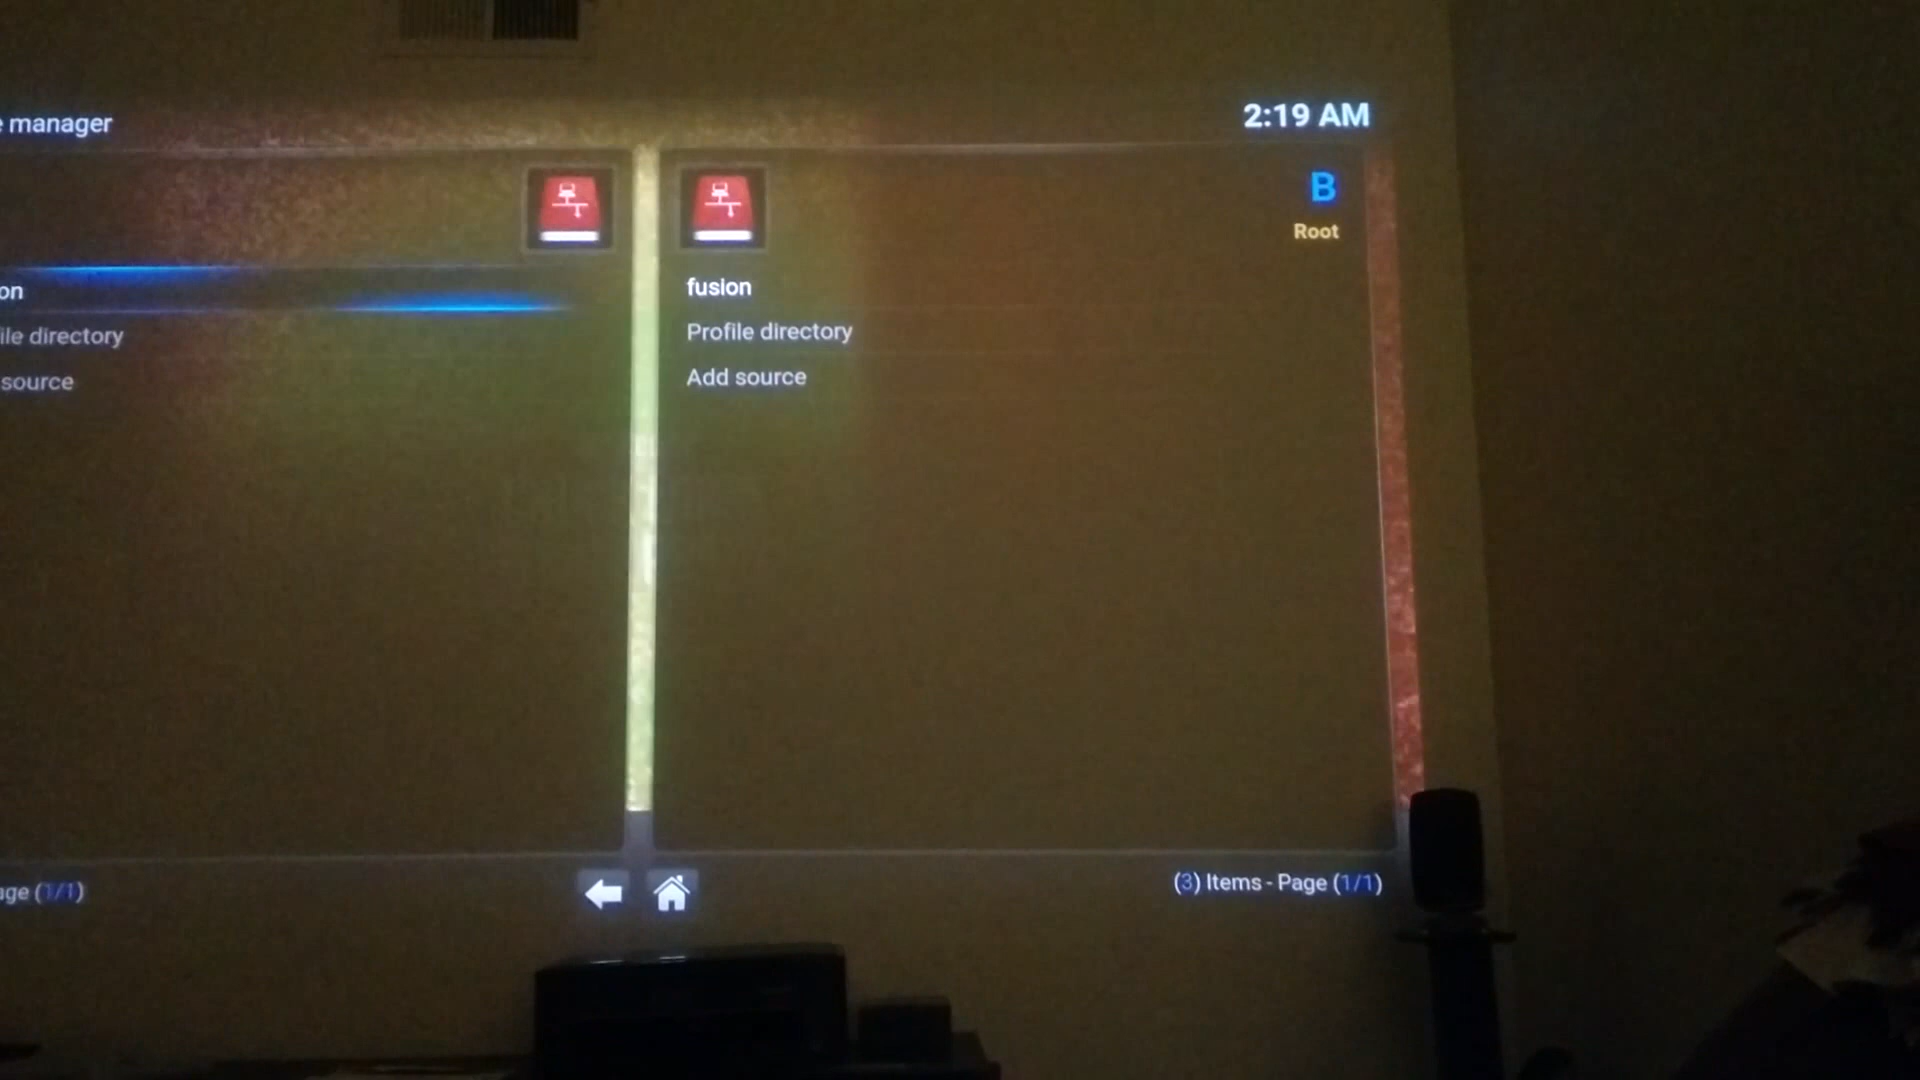 e manager
2:19 AM
B
Root
on
ile directory
source
fusion
Profile directory
Add source
age (1/1)
(3) Items - Page (1/1)